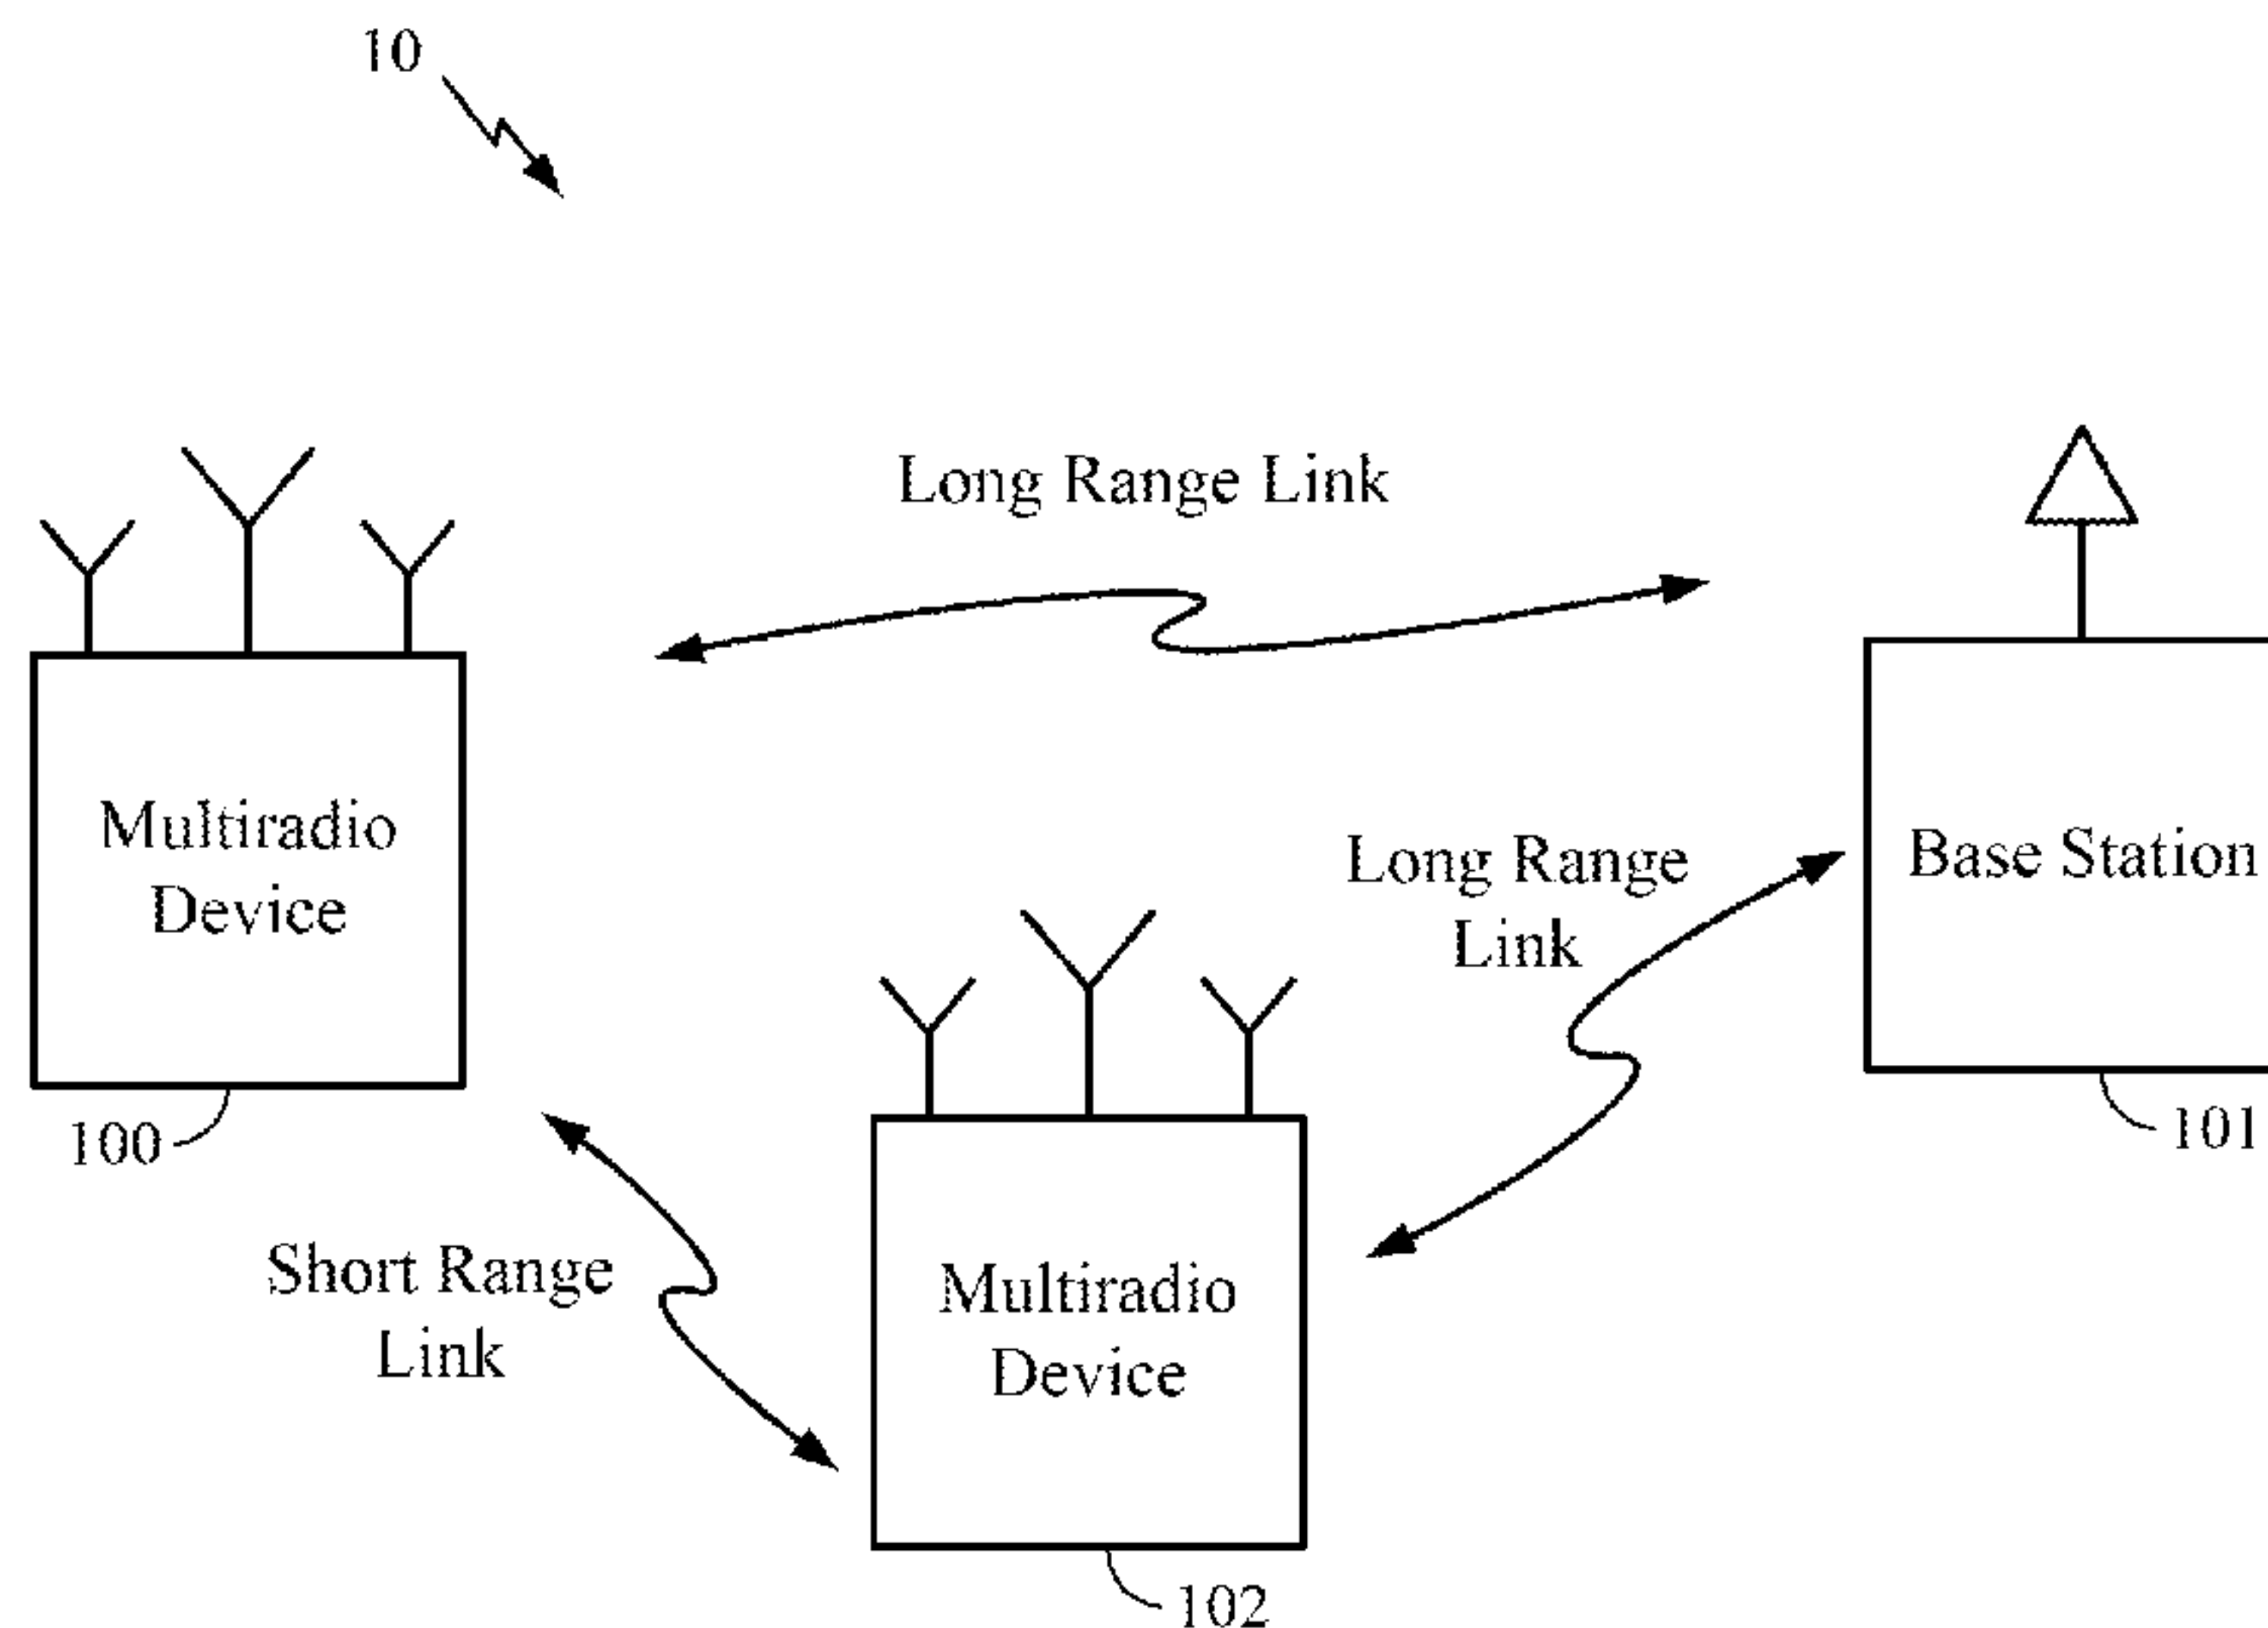 10
Long Range Link
Multiradio
Device
Long Range
Link
Base Station
100
101
Short Range
Link
Multiradio
Device
102